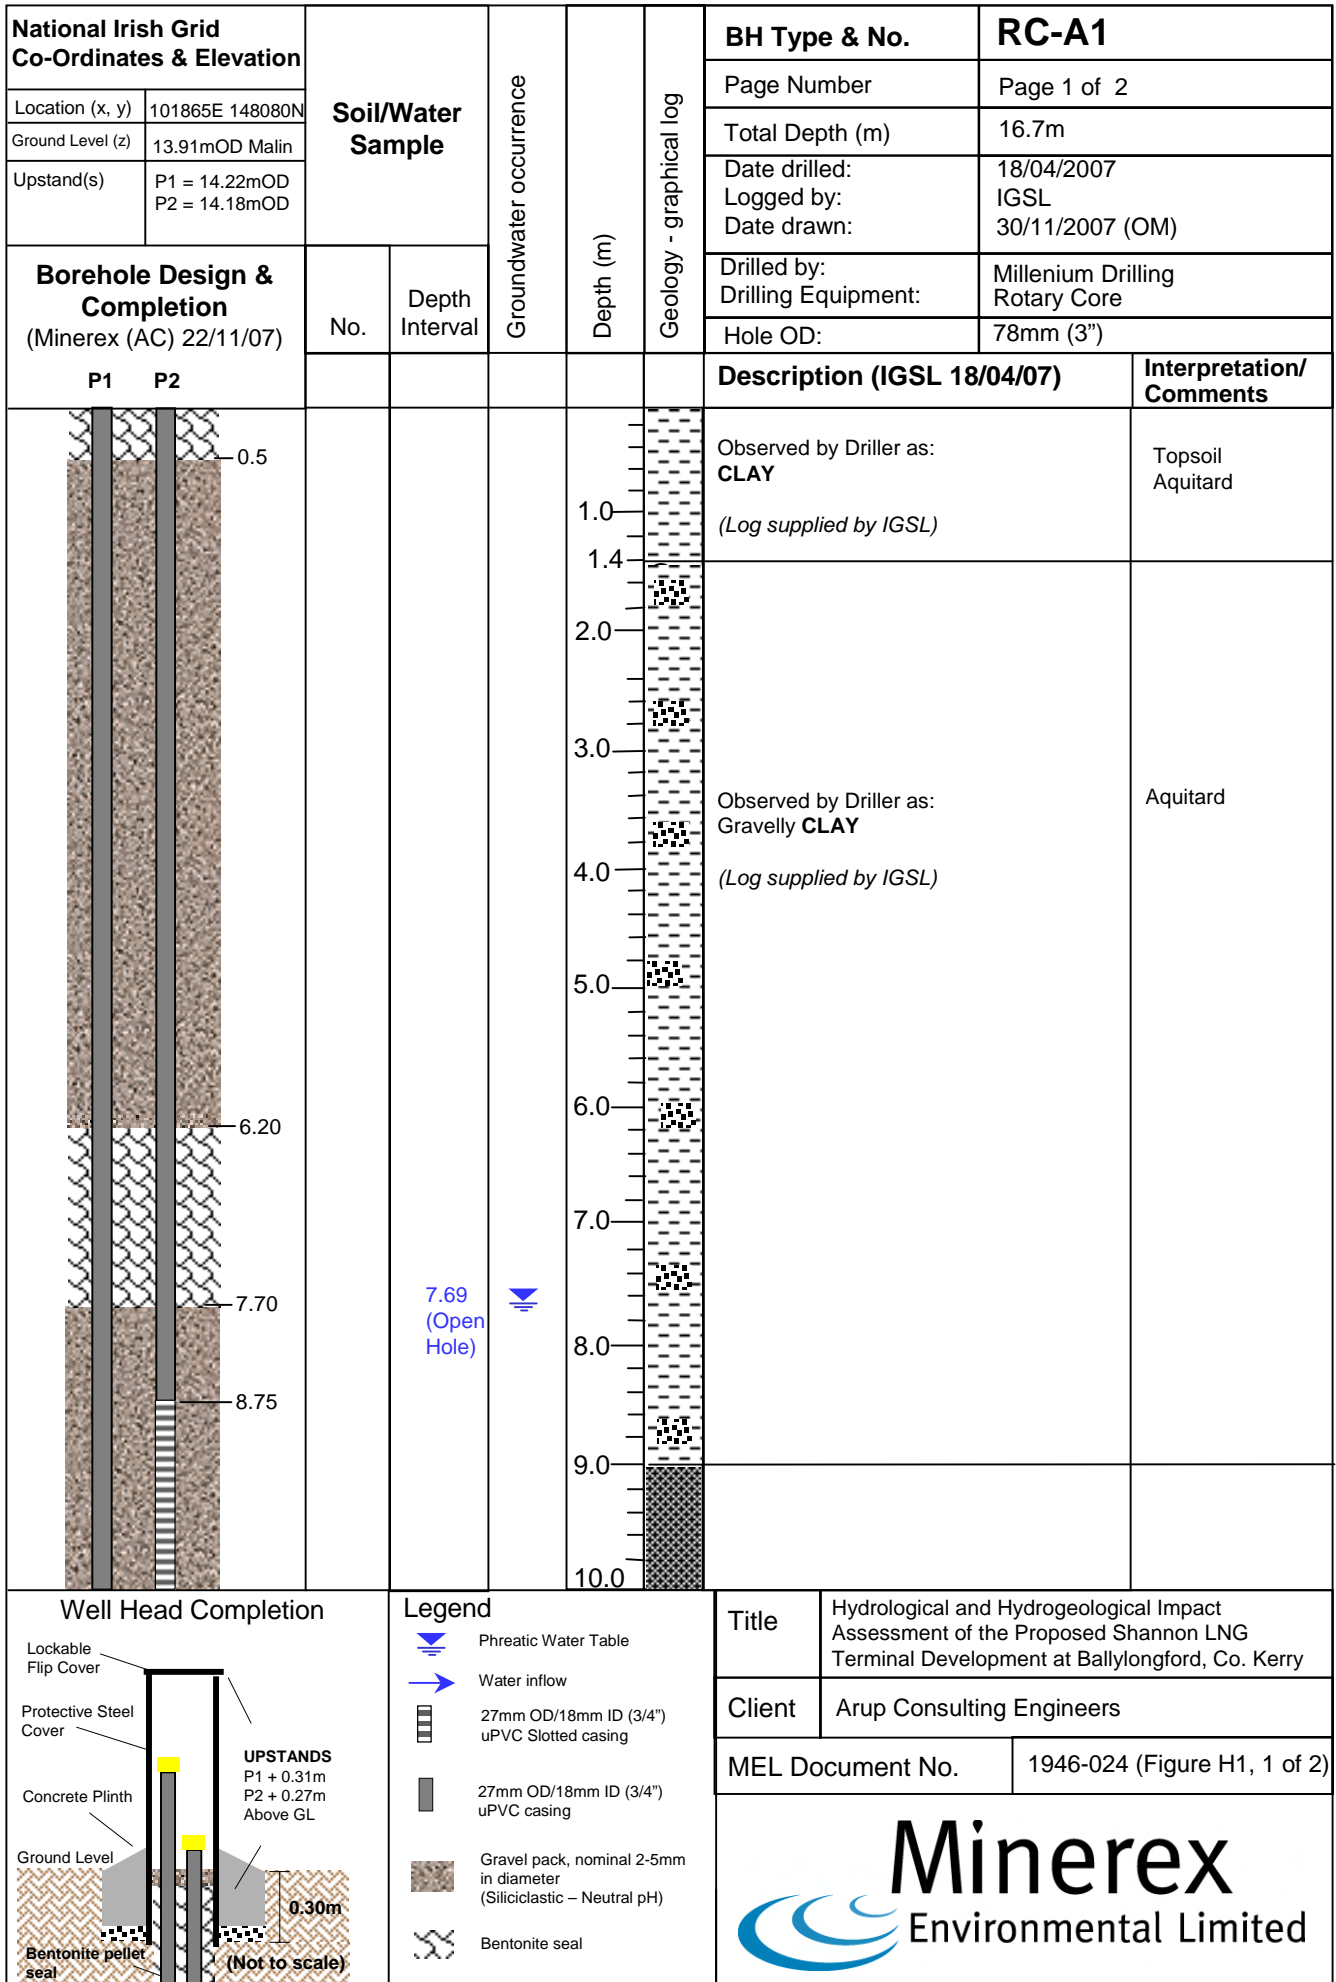 National Irish Grid
Co-Ordinates & Elevation
Location (x, y)
101865E 148080N
Ground Level (z)
13.91mOD Malin
Upstand(s)
P1 = 14.22mOD
P2 = 14.18mOD
Soil/Water
Sample
Groundwater occurrence
Depth (m)
Geology - graphical log
BH Type & No.
RC-A1
Page Number
Page 1 of 2
Total Depth (m)
16.7m
Date drilled:
18/04/2007
Logged by:
IGSL
Date drawn:
30/11/2007 (OM)
Drilled by:
Millenium Drilling
Drilling Equipment:
Rotary Core
Hole OD:
78mm (3”)
Borehole Design &
Completion
(Minerex (AC) 22/11/07)
No.
Depth
Interval
P1 P2
Description (IGSL 18/04/07)
Interpretation/
Comments
0.5
6.20
7.70
8.75
7.69
(Open
Hole)
1.0
1.4
2.0
3.0
4.0
5.0
6.0
7.0
8.0
9.0
10.0
Observed by Driller as:
CLAY
(Log supplied by IGSL)
Topsoil
Aquitard
Observed by Driller as:
Gravelly CLAY
(Log supplied by IGSL)
Aquitard
Well Head Completion
Lockable
Flip Cover
Protective Steel
Cover
Concrete Plinth
Ground Level
UPSTANDS
P1 + 0.31m
P2 + 0.27m
Above GL
0.30m
Bentonite pellet
seal
(Not to scale)
Legend
Phreatic Water Table
Water inflow
27mm OD/18mm ID (3/4”)
uPVC Slotted casing
27mm OD/18mm ID (3/4”)
uPVC casing
Gravel pack, nominal 2-5mm
in diameter
(Siliciclastic – Neutral pH)
Bentonite seal
Title
Hydrological and Hydrogeological Impact
Assessment of the Proposed Shannon LNG
Terminal Development at Ballylongford, Co. Kerry
Client
Arup Consulting Engineers
MEL Document No.
1946-024 (Figure H1, 1 of 2)
Minerex
Environmental Limited